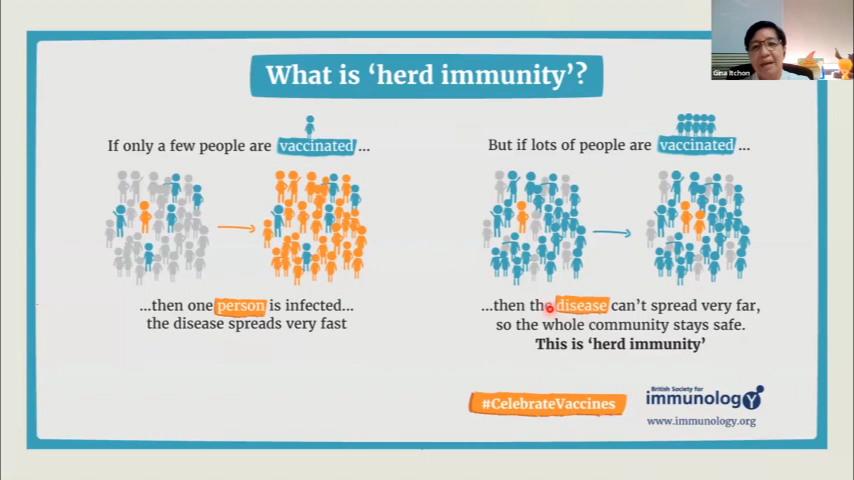 What is 'herd immunity'?
Gina Itchon
If only a few people are vaccinated ...
...then one person is infected...
the disease spreads very fast
But if lots of people are vaccinated ...
...then the disease can't spread very far,
so the whole community stays safe.
This is 'herd immunity'
#CelebrateVaccines
British Society for
immunology
www.immunology.org